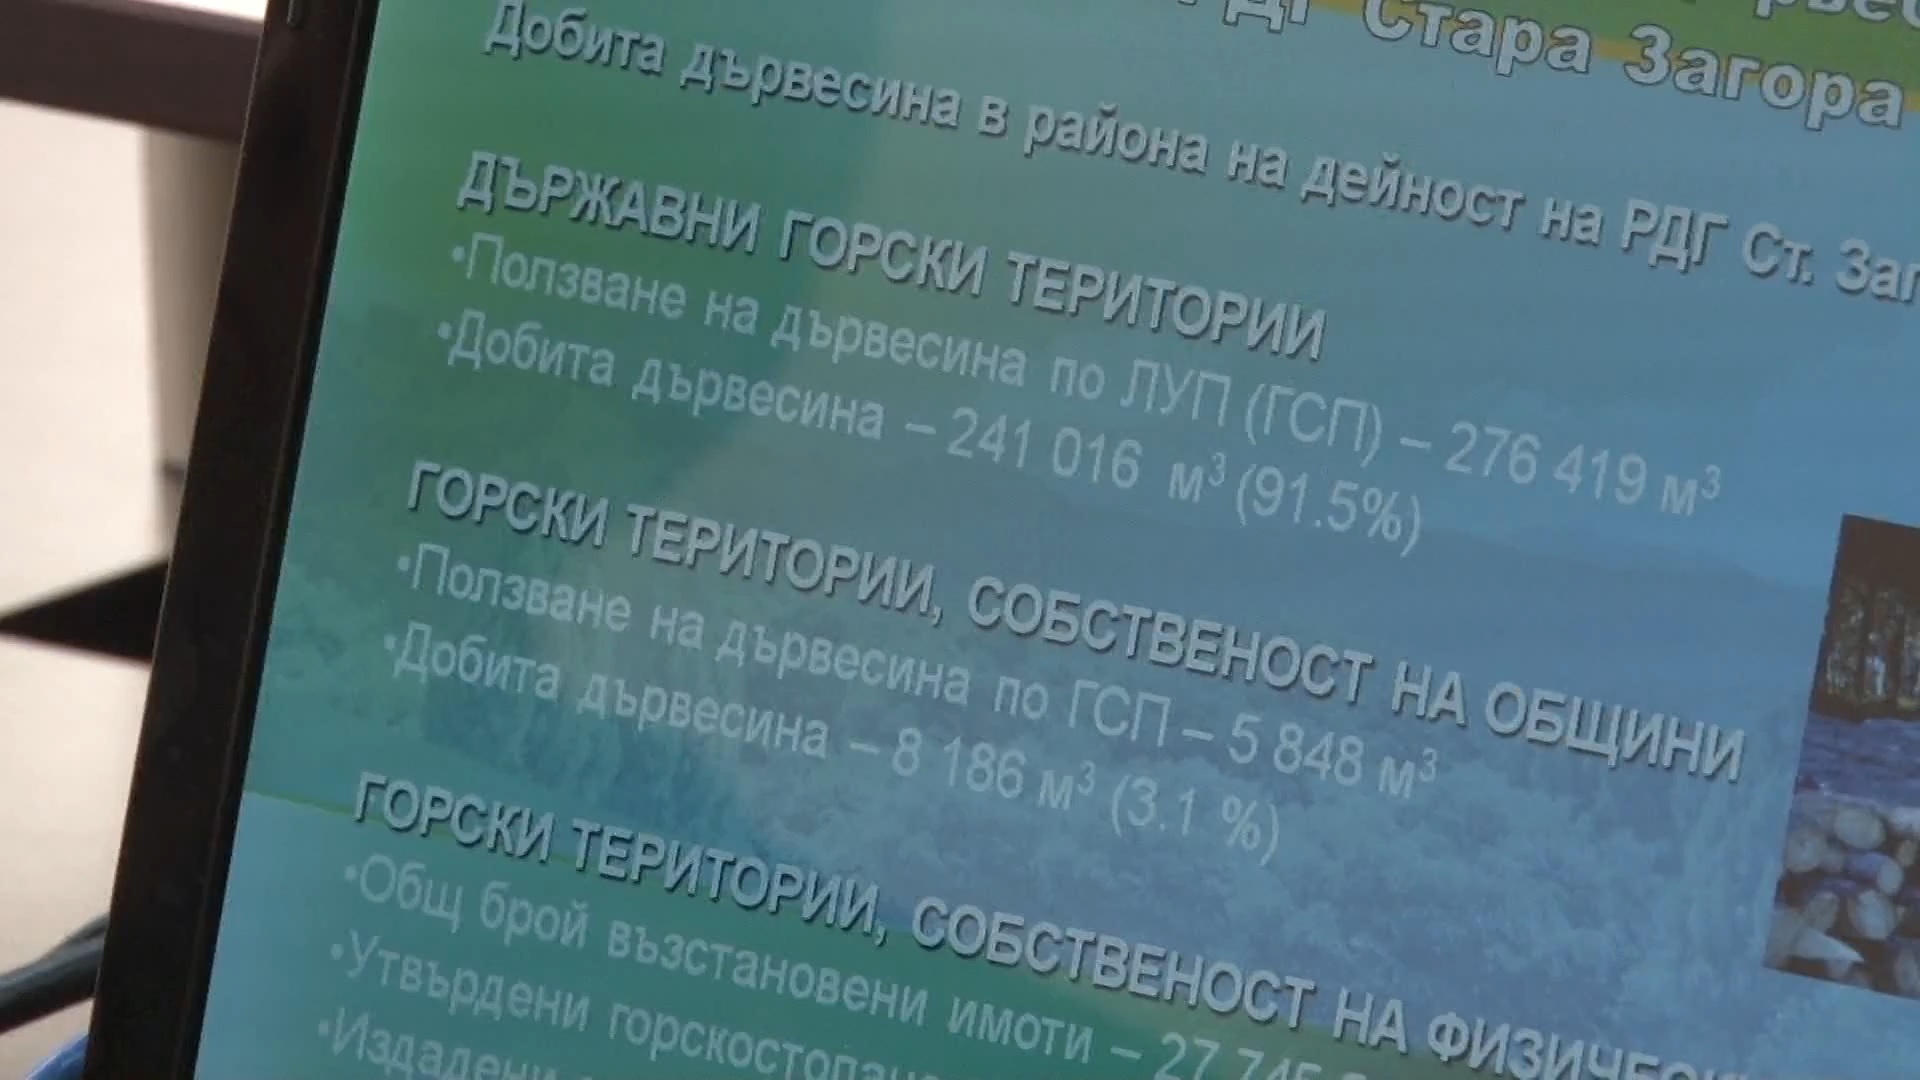 РДГ Стара Загора
Добита дървесина в района на дейност на РДГ Ст.
ДЪРЖАВНИ ГОРСКИ ТЕРИТОРИИ
•Ползване на дървесина по ЛУП (ГСП) – 276 419 м³
•Добита дървесина – 241 016 м³ (91.5%)
ГОРСКИ ТЕРИТОРИИ, СОБСТВЕНОСТ НА ОБЩИНИ
•Ползване на дървесина по ГСП – 5 848 м³
•Добита дървесина – 8 186 м³ (3.1 %)
ГОРСКИ ТЕРИТОРИИ, СОБСТВЕНОСТ НА
•Общ брой възстановени имоти –
•Утвърдени
•Издадени